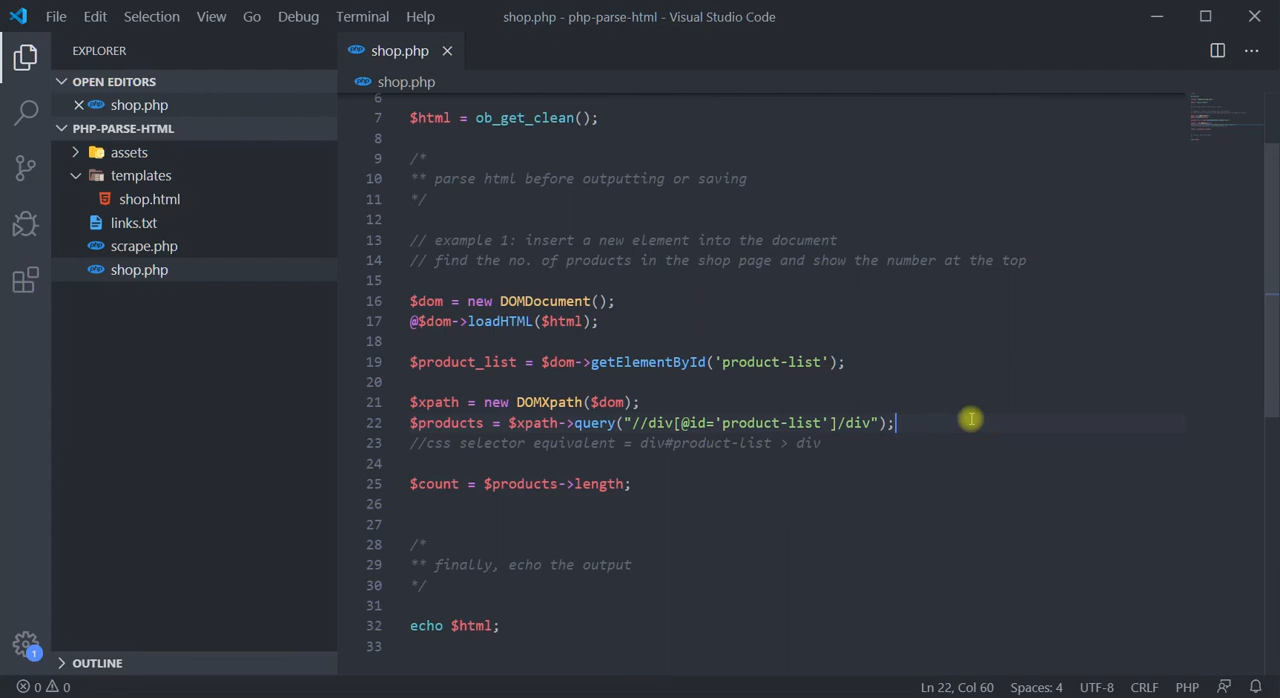 File Edit Selection View Go Debug Terminal Help shop.php - php-parse-html - Visual Studio Code
EXPLORER
OPEN EDITORS
shop.php
PHP-PARSE-HTML
assets
templates
shop.html
links.txt
scrape.php
shop.php
OUTLINE
shop.php
shop.php
6
7 $html = ob_get_clean();
8
9 /*
10 ** parse html before outputting or saving
11 */
12
13 // example 1: insert a new element into the document
14 // find the no. of products in the shop page and show the number at the top
15
16 $dom = new DOMDocument();
17 @$dom->loadHTML($html);
18
19 $product_list = $dom->getElementById('product-list');
20
21 $xpath = new DOMXpath($dom);
22 $products = $xpath->query("//div[@id='product-list']/div");
23 //css selector equivalent = div#product-list > div
24
25 $count = $products->length;
26
27
28 /*
29 ** finally, echo the output
30 */
31
32 echo $html;
33
1
0 0 Ln 22, Col 60 Spaces: 4 UTF-8 CRLF PHP